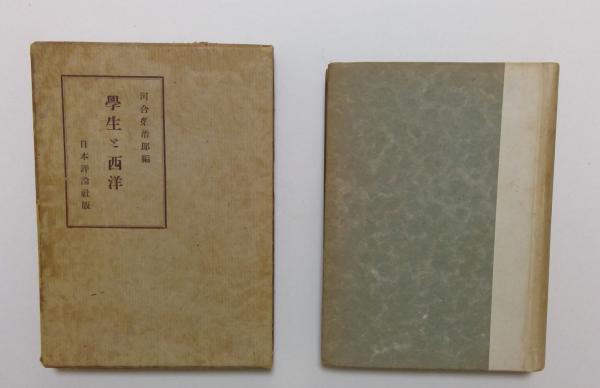 河合榮治郎編
學生と西洋
日本評論社版